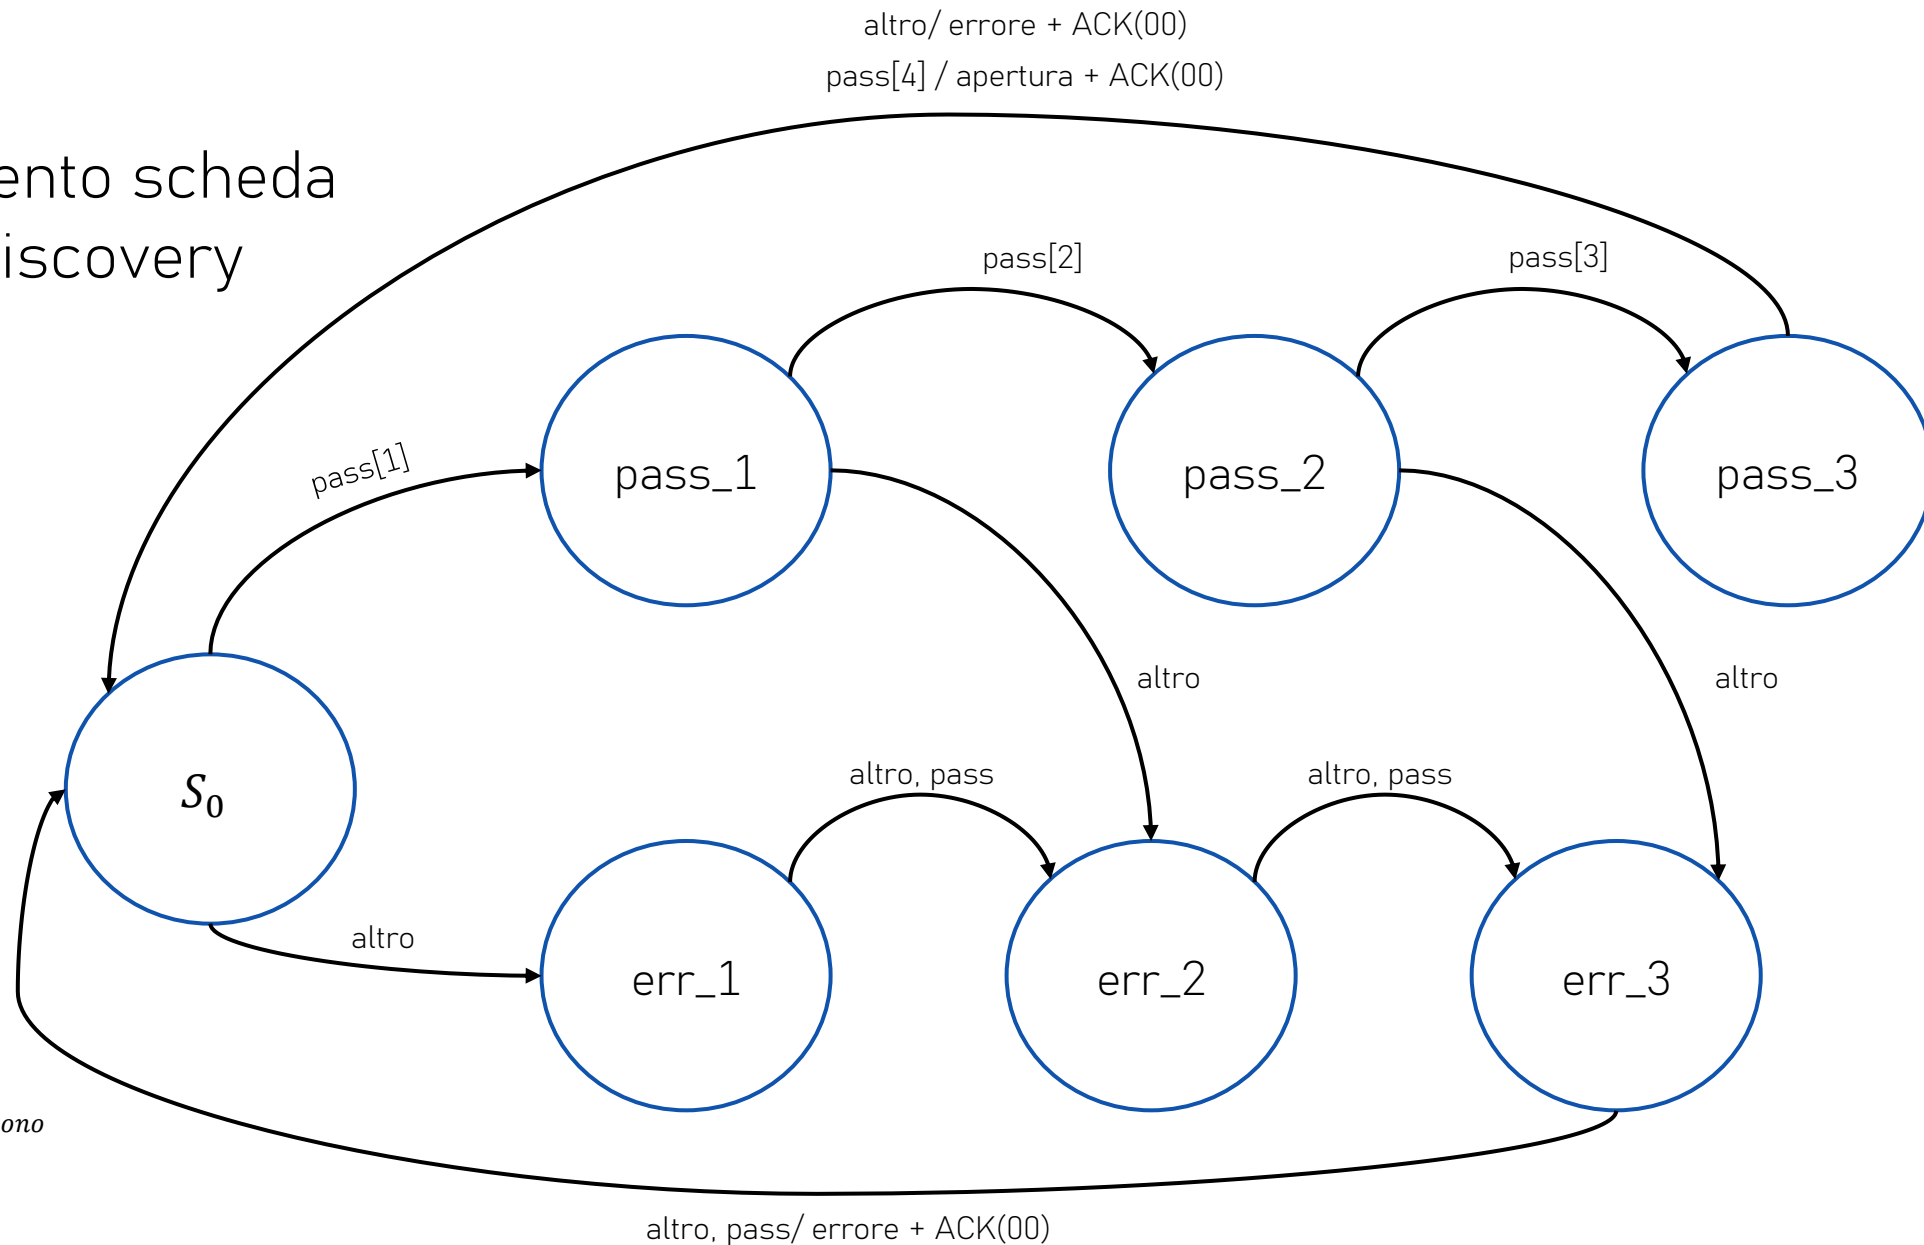 altro/ errore + ACK(00)
pass[4] / apertura + ACK(00)
ento scheda
iscovery
pass[2]
pass[3]
pass[1]
pass_1
pass_2
pass_3
altro
altro
altro, pass
altro, pass
S₀
altro
err_1
err_2
err_3
ono
altro, pass/ errore + ACK(00)